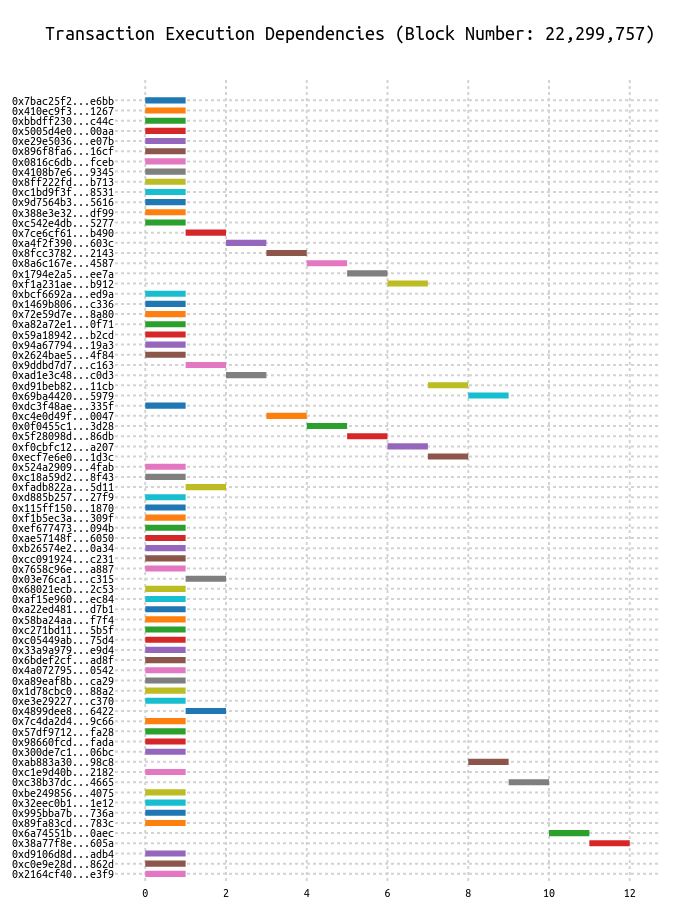 Transaction Execution Dependencies (Block Number: 22,299,757)
0x7bac25f2...e6bb
0x410ec9f3...1267
0xbbdff230...c44c
0x5005d4e0...00aa
0xe29e5036...e07b
0x896f8fa6...16cf
0x0816c6db...fceb
0x4108b7e6...9345
0x8ff222fd...b713
0xc1bd9f3f...8531
0x9d7564b3...5616
0x388e3e32...df99
0xc542e4db...5277
0x7ce6cf61...b490
0xa4f2f390...603c
0x8fcc3782...2143
0x8a6c167e...4587
0x1794e2a5...ee7a
0xf1a231ae...b912
0xbcf6692a...ed9a
0x1469b806...c336
0x72e59d7e...8a80
0xa82a72e1...0f71
0x59a18942...b2cd
0x94a67794...19a3
0x2624bae5...4f84
0x9ddbd7d7...c163
0xad1e3c48...c0d3
0xd91beb82...11cb
0x69ba4420...5979
0xdc3f48ae...335f
0xc4e0d49f...0047
0x0f0455c1...3d28
0x5f28098d...86db
0xf0cbfc12...a207
0xecf7e6e0...1d3c
0x524a2909...4fab
0xc18a59d2...8f43
0xfadb822a...5d11
0xd885b257...27f9
0x115ff150...1870
0xf1b5ec3a...309f
0xef677473...094b
0xae57148f...6050
0xb26574e2...0a34
0xcc091924...c231
0x7658c96e...a887
0x03e76ca1...c315
0x68021ecb...2c53
0xaf15e960...ec84
0xa22ed481...d7b1
0x58ba24aa...f7f4
0xc271bd11...5b5f
0xc05449ab...75d4
0x33a9a979...e9d4
0x6bdef2cf...ad8f
0x4a072795...0542
0xa89eaf8b...ca29
0x1d78cbc0...88a2
0xe3e29227...c370
0x4899dee8...6422
0x7c4da2d4...9c66
0x57df9712...fa28
0x98660fcd...fada
0x300de7c1...06bc
0xab883a30...98c8
0xc1e9d40b...2182
0xc38b37dc...4665
0xbe249856...4075
0x32eec0b1...1e12
0x995bba7b...736a
0x89fa83cd...783c
0x6a74551b...0aec
0x38a77f8e...605a
0xd9106d8d...adb4
0xc0e9e28d...862d
0x2164cf40...e3f9
0 2 4 6 8 10 12